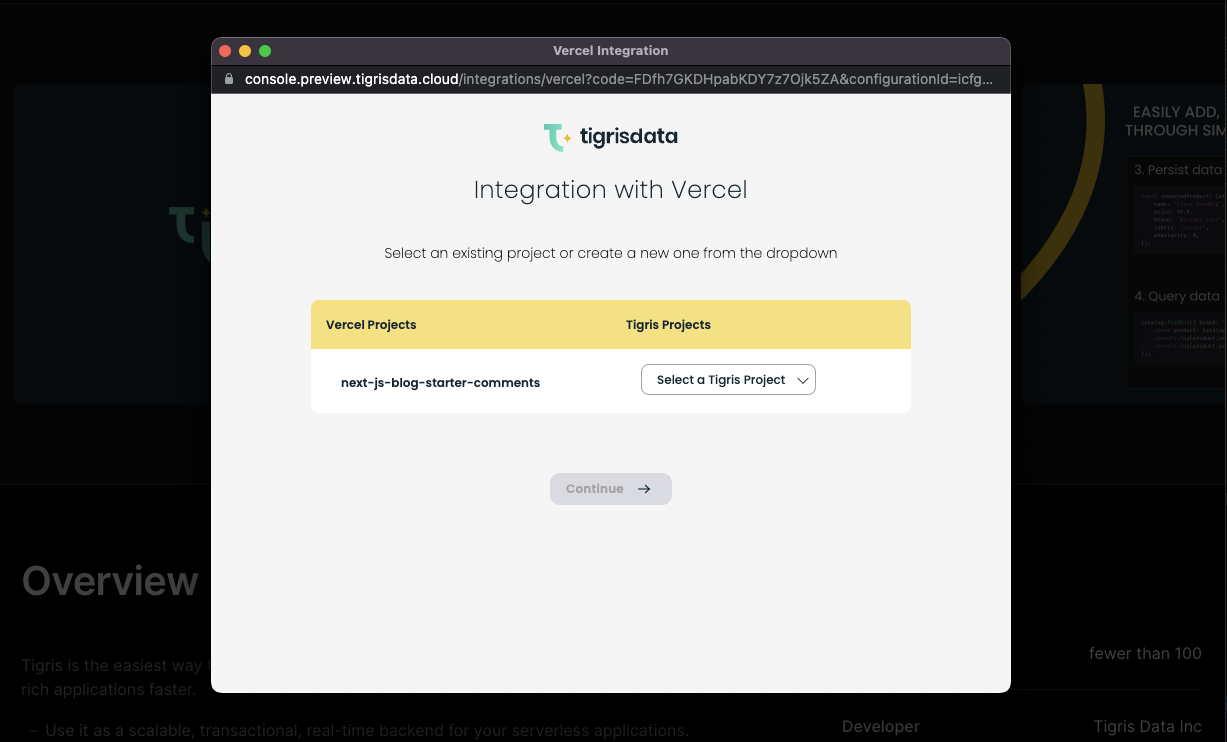 Vercel Integration
console.preview.tigrisdata.cloud/integrations/vercel?code=FDfh7GKDHpabKDY7z7Ojk5ZA&configurationId=icfg...
tigrisdata
Integration with Vercel
Select an existing project or create a new one from the dropdown
Vercel Projects Tigris Projects
next-js-blog-starter-comments Select a Tigris Project
Continue
EASILY ADD,
THROUGH SIM
3. Persist data
4. Query data
Overview
Tigris is the easiest way
rich applications faster.
– Use it as a scalable, transactional, real-time backend for your serverless applications.
fewer than 100
Developer Tigris Data Inc